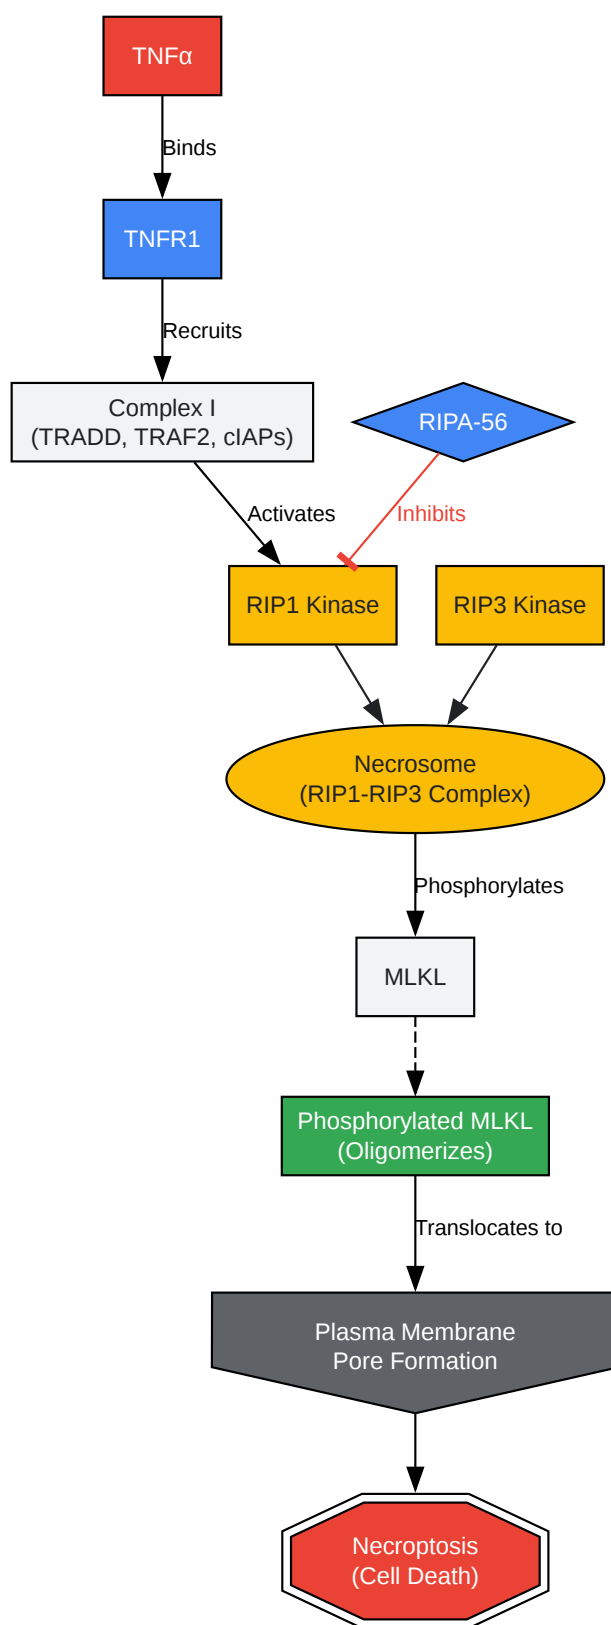 TNFα
Binds
TNFR1
Recruits
Complex I
(TRADD, TRAF2, cIAPs)
RIPA-56
Activates
Inhibits
RIP1 Kinase
RIP3 Kinase
Necrosome
(RIP1-RIP3 Complex)
Phosphorylates
MLKL
Phosphorylated MLKL
(Oligomerizes)
Translocates to
Plasma Membrane
Pore Formation
Necroptosis
(Cell Death)